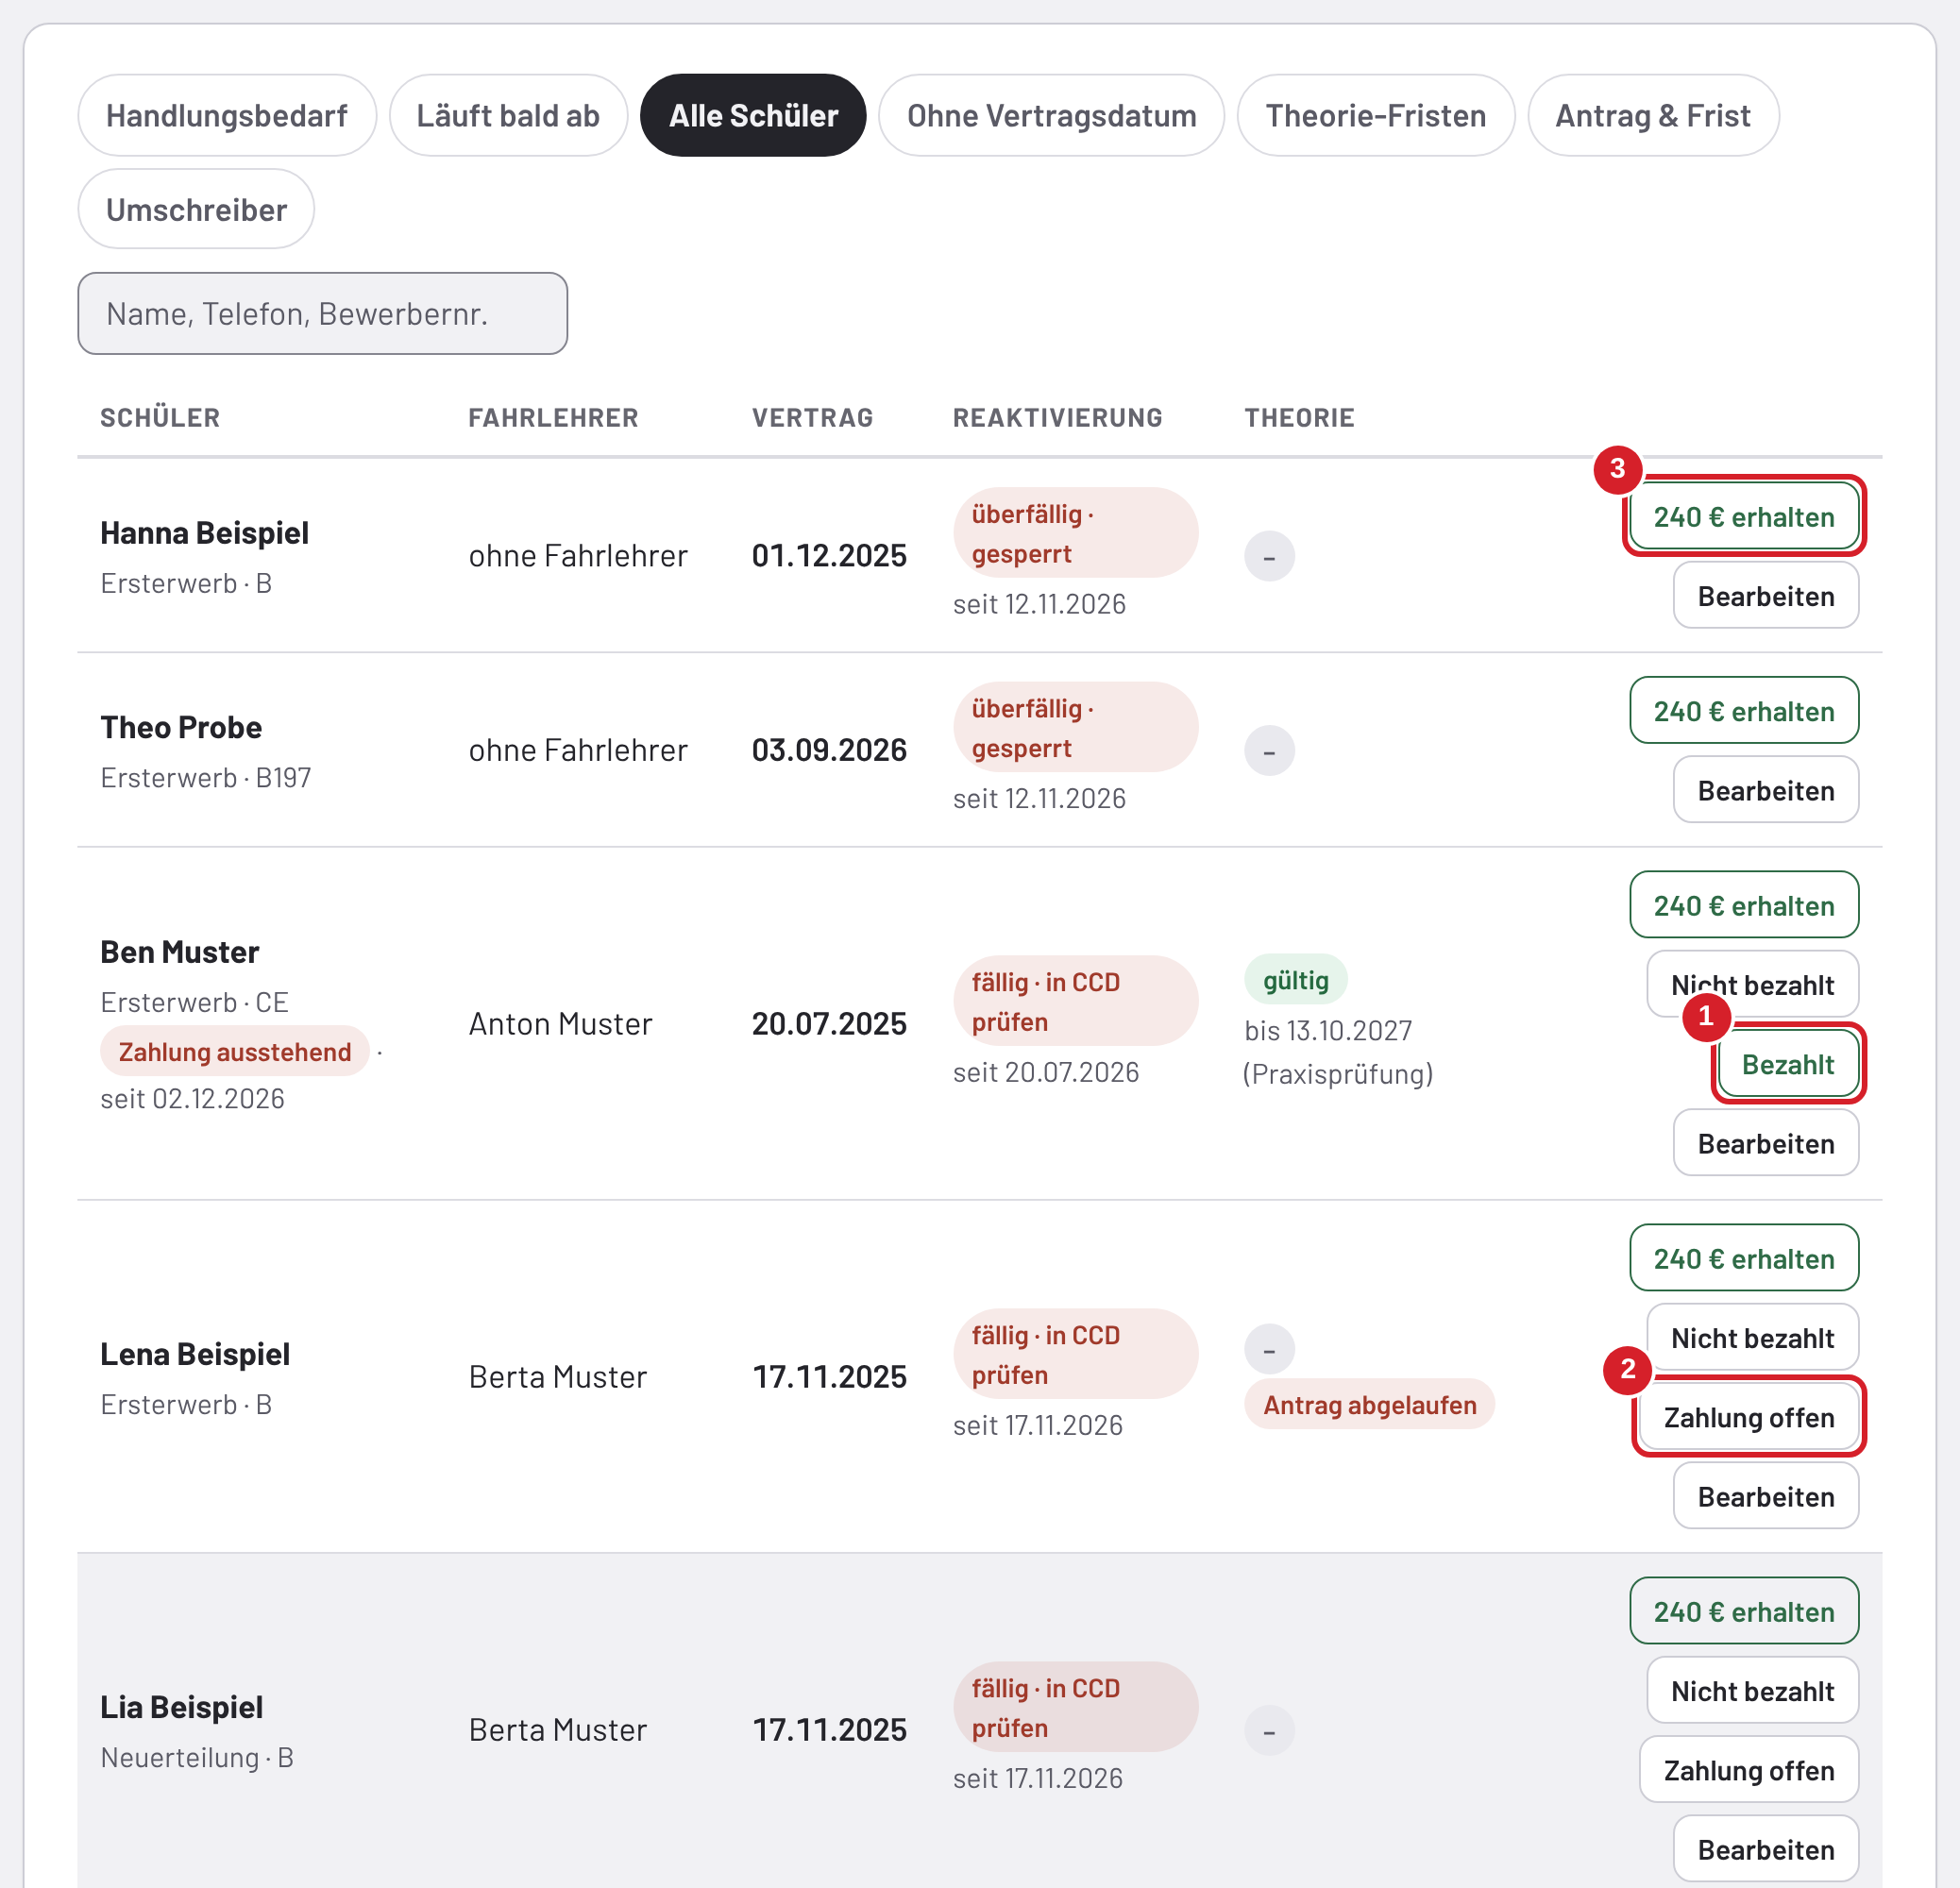 Handlungsbedarf
Läuft bald ab
Alle Schüler
Ohne Vertragsdatum
Theorie-Fristen
Antrag & Frist
Umschreiber
Name, Telefon, Bewerbernr.
SCHÜLER
FAHRLEHRER
VERTRAG
REAKTIVIERUNG
THEORIE
Hanna Beispiel
Ersterwerb · B
ohne Fahrlehrer
01.12.2025
überfällig ·
gesperrt
seit 12.11.2026
–
3
240 € erhalten
Bearbeiten
Theo Probe
Ersterwerb · B197
ohne Fahrlehrer
03.09.2026
überfällig ·
gesperrt
seit 12.11.2026
–
240 € erhalten
Bearbeiten
Ben Muster
Ersterwerb · CE
Zahlung ausstehend ·
seit 02.12.2026
Anton Muster
20.07.2025
fällig · in CCD
prüfen
seit 20.07.2026
gültig
bis 13.10.2027
(Praxisprüfung)
240 € erhalten
Nicht bezahlt
1
Bezahlt
Bearbeiten
Lena Beispiel
Ersterwerb · B
Berta Muster
17.11.2025
fällig · in CCD
prüfen
seit 17.11.2026
–
Antrag abgelaufen
240 € erhalten
Nicht bezahlt
2
Zahlung offen
Bearbeiten
Lia Beispiel
Neuerteilung · B
Berta Muster
17.11.2025
fällig · in CCD
prüfen
seit 17.11.2026
–
240 € erhalten
Nicht bezahlt
Zahlung offen
Bearbeiten